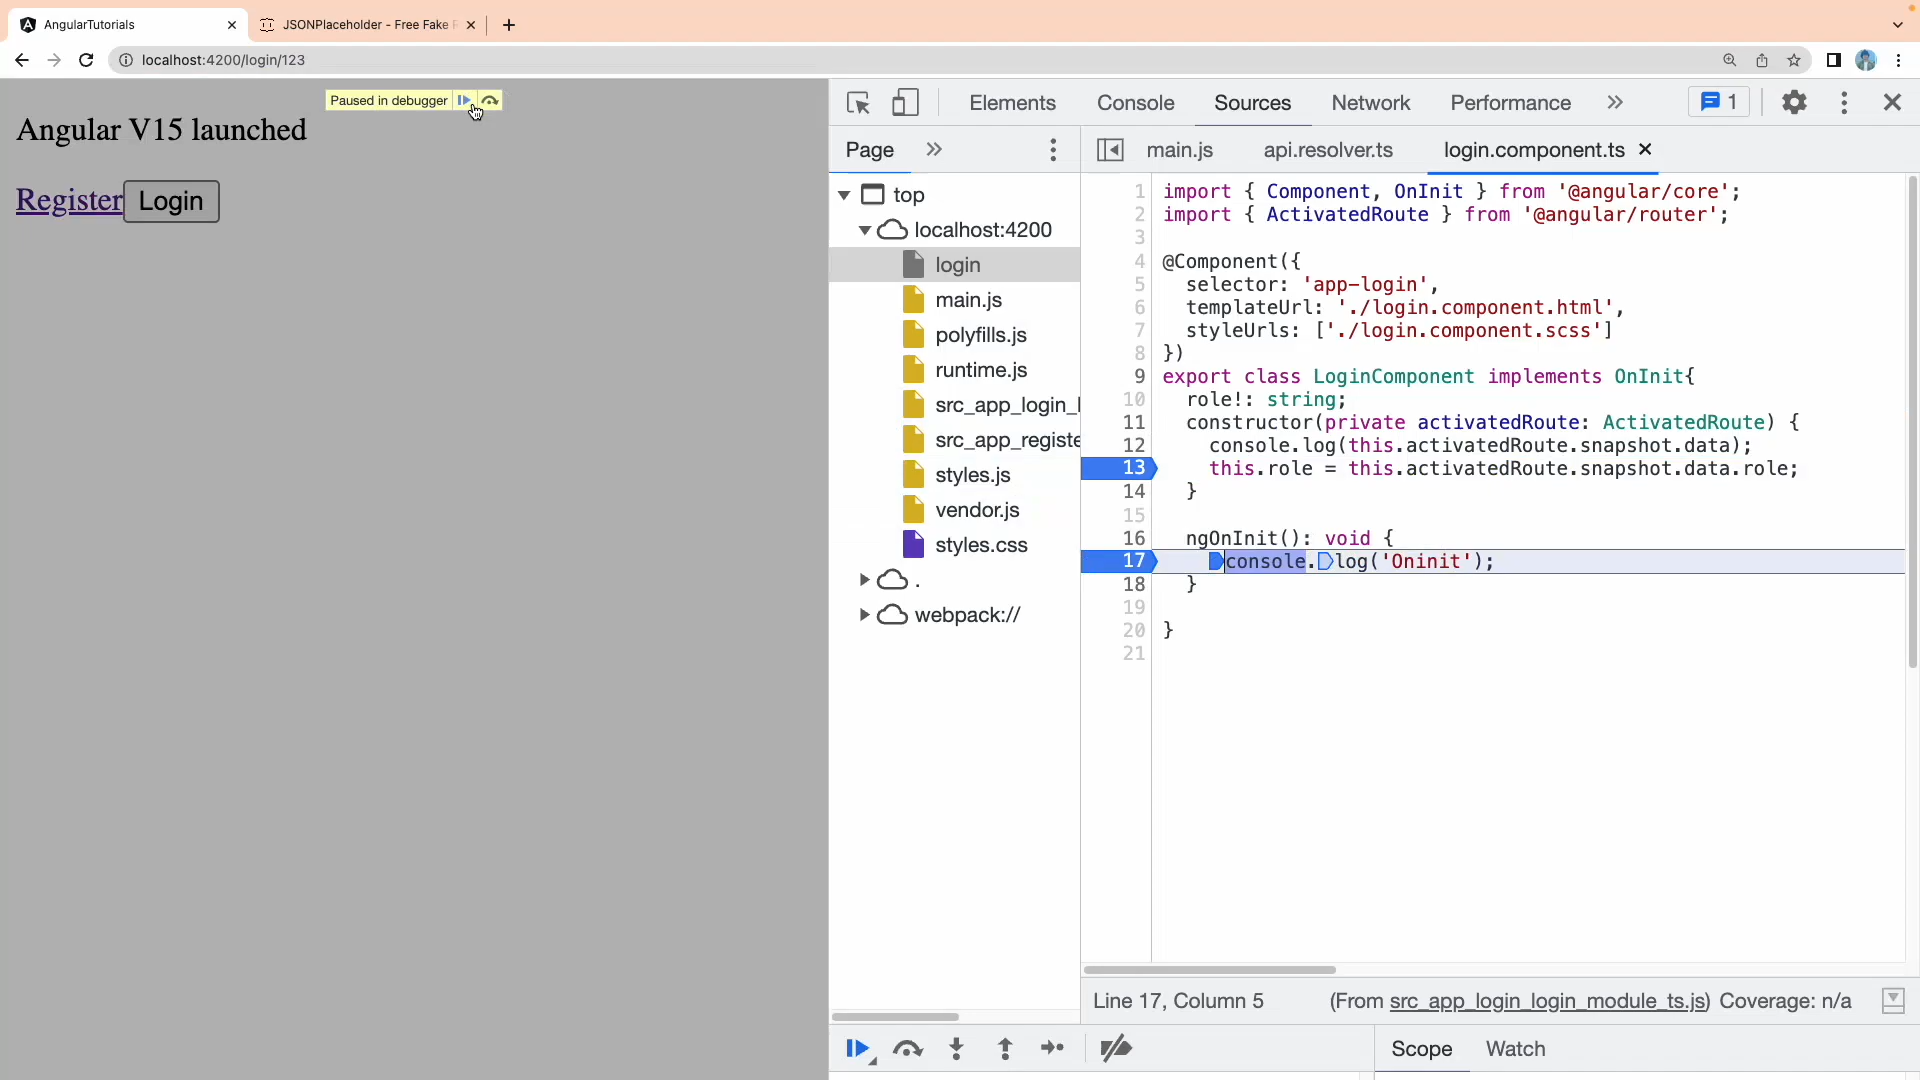 AngularTutorials
JSONPlaceholder - Free Fake
localhost:4200/login/123
Paused in debugger
Angular V15 launched
Register Login
Elements Console Sources Network Performance 1
Page
main.js api.resolver.ts login.component.ts
top
localhost:4200
login
main.js
polyfills.js
runtime.js
src_app_login_
src_app_registe
styles.js
vendor.js
styles.css
.
webpack://
1 import { Component, OnInit } from '@angular/core';
2 import { ActivatedRoute } from '@angular/router';
3
4 @Component({
5 selector: 'app-login',
6 templateUrl: './login.component.html',
7 styleUrls: ['./login.component.scss']
8 })
9 export class LoginComponent implements OnInit{
10 role!: string;
11 constructor(private activatedRoute: ActivatedRoute) {
12 console.log(this.activatedRoute.snapshot.data);
13 this.role = this.activatedRoute.snapshot.data.role;
14 }
15
16 ngOnInit(): void {
17 console.log('Oninit');
18 }
19
20 }
21
Line 17, Column 5 (From src_app_login_login_module_ts.js) Coverage: n/a
Scope Watch